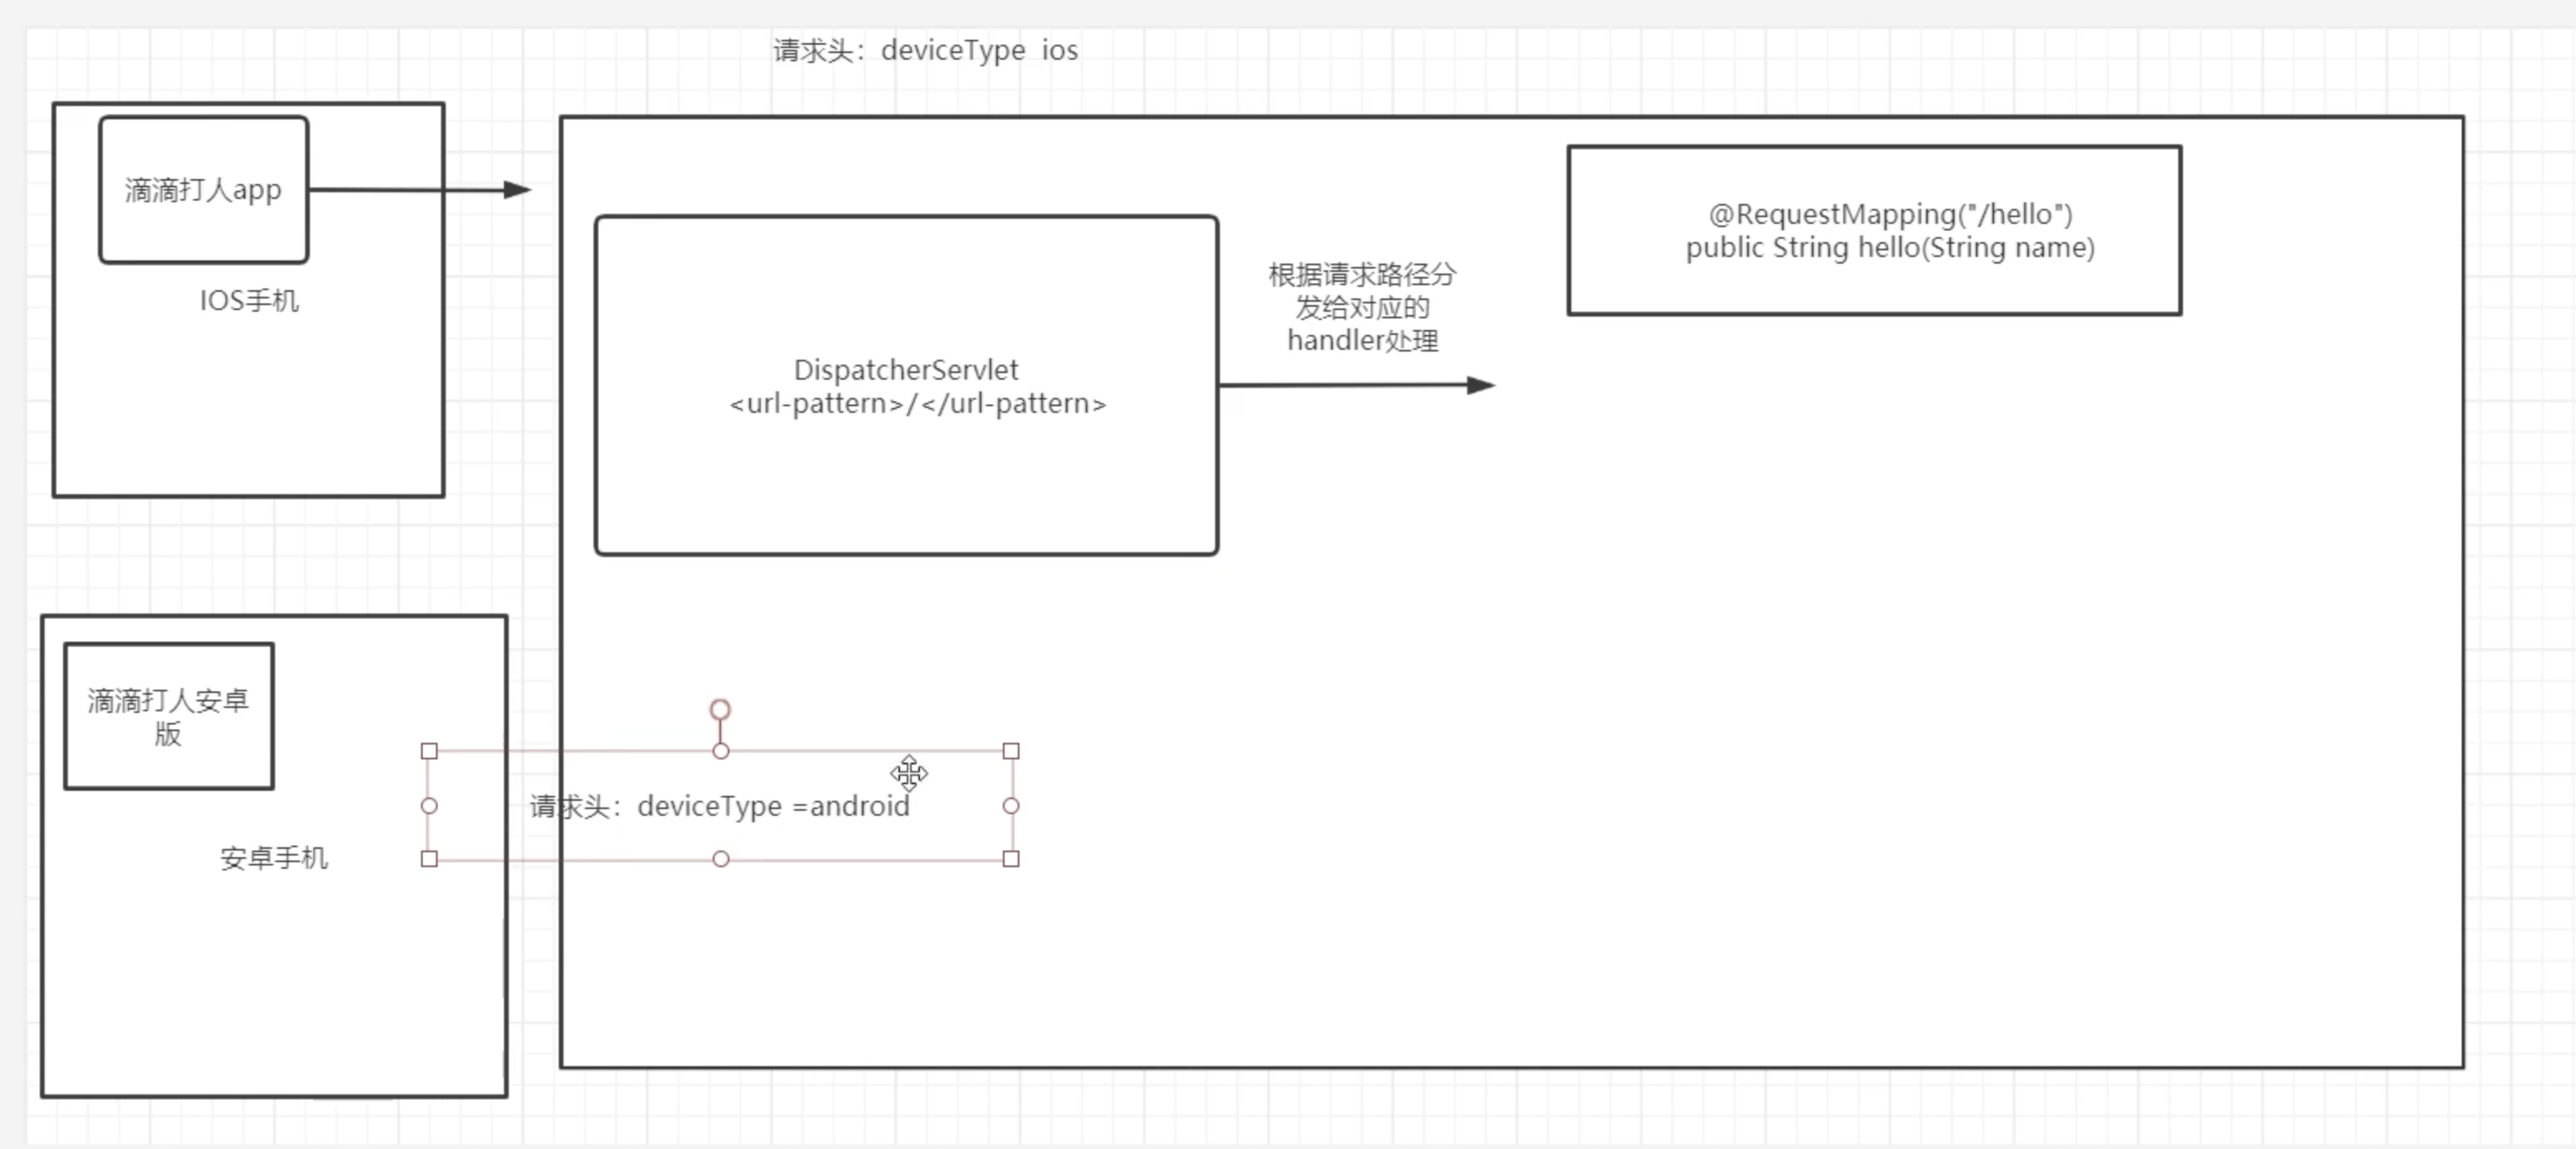 请求头：deviceType  ios
滴滴打人app
IOS手机
DispatcherServlet
<url-pattern>/</url-pattern>
根据请求路径分
发给对应的
handler处理
@RequestMapping("/hello")
public String hello(String name)
滴滴打人安卓
版
安卓手机
请求头：deviceType =android